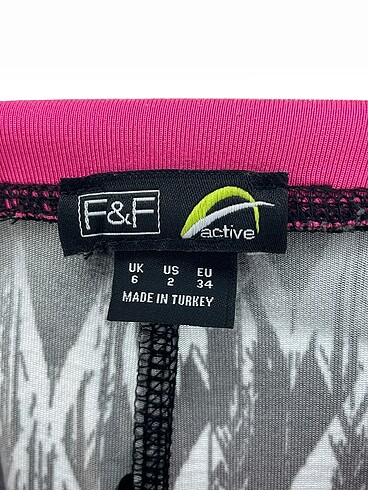 F&F active
UK US EU
6 2 34
MADE IN TURKEY